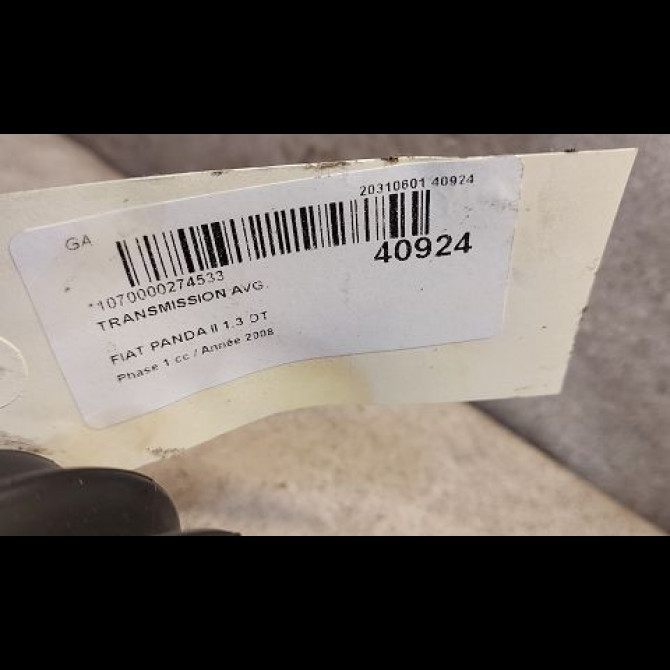 20310601 40924
GA
40924
*1070000274533
TRANSMISSION AVG.
FIAT PANDA II 1.3 DT
Phase 1 cc / Année 2008